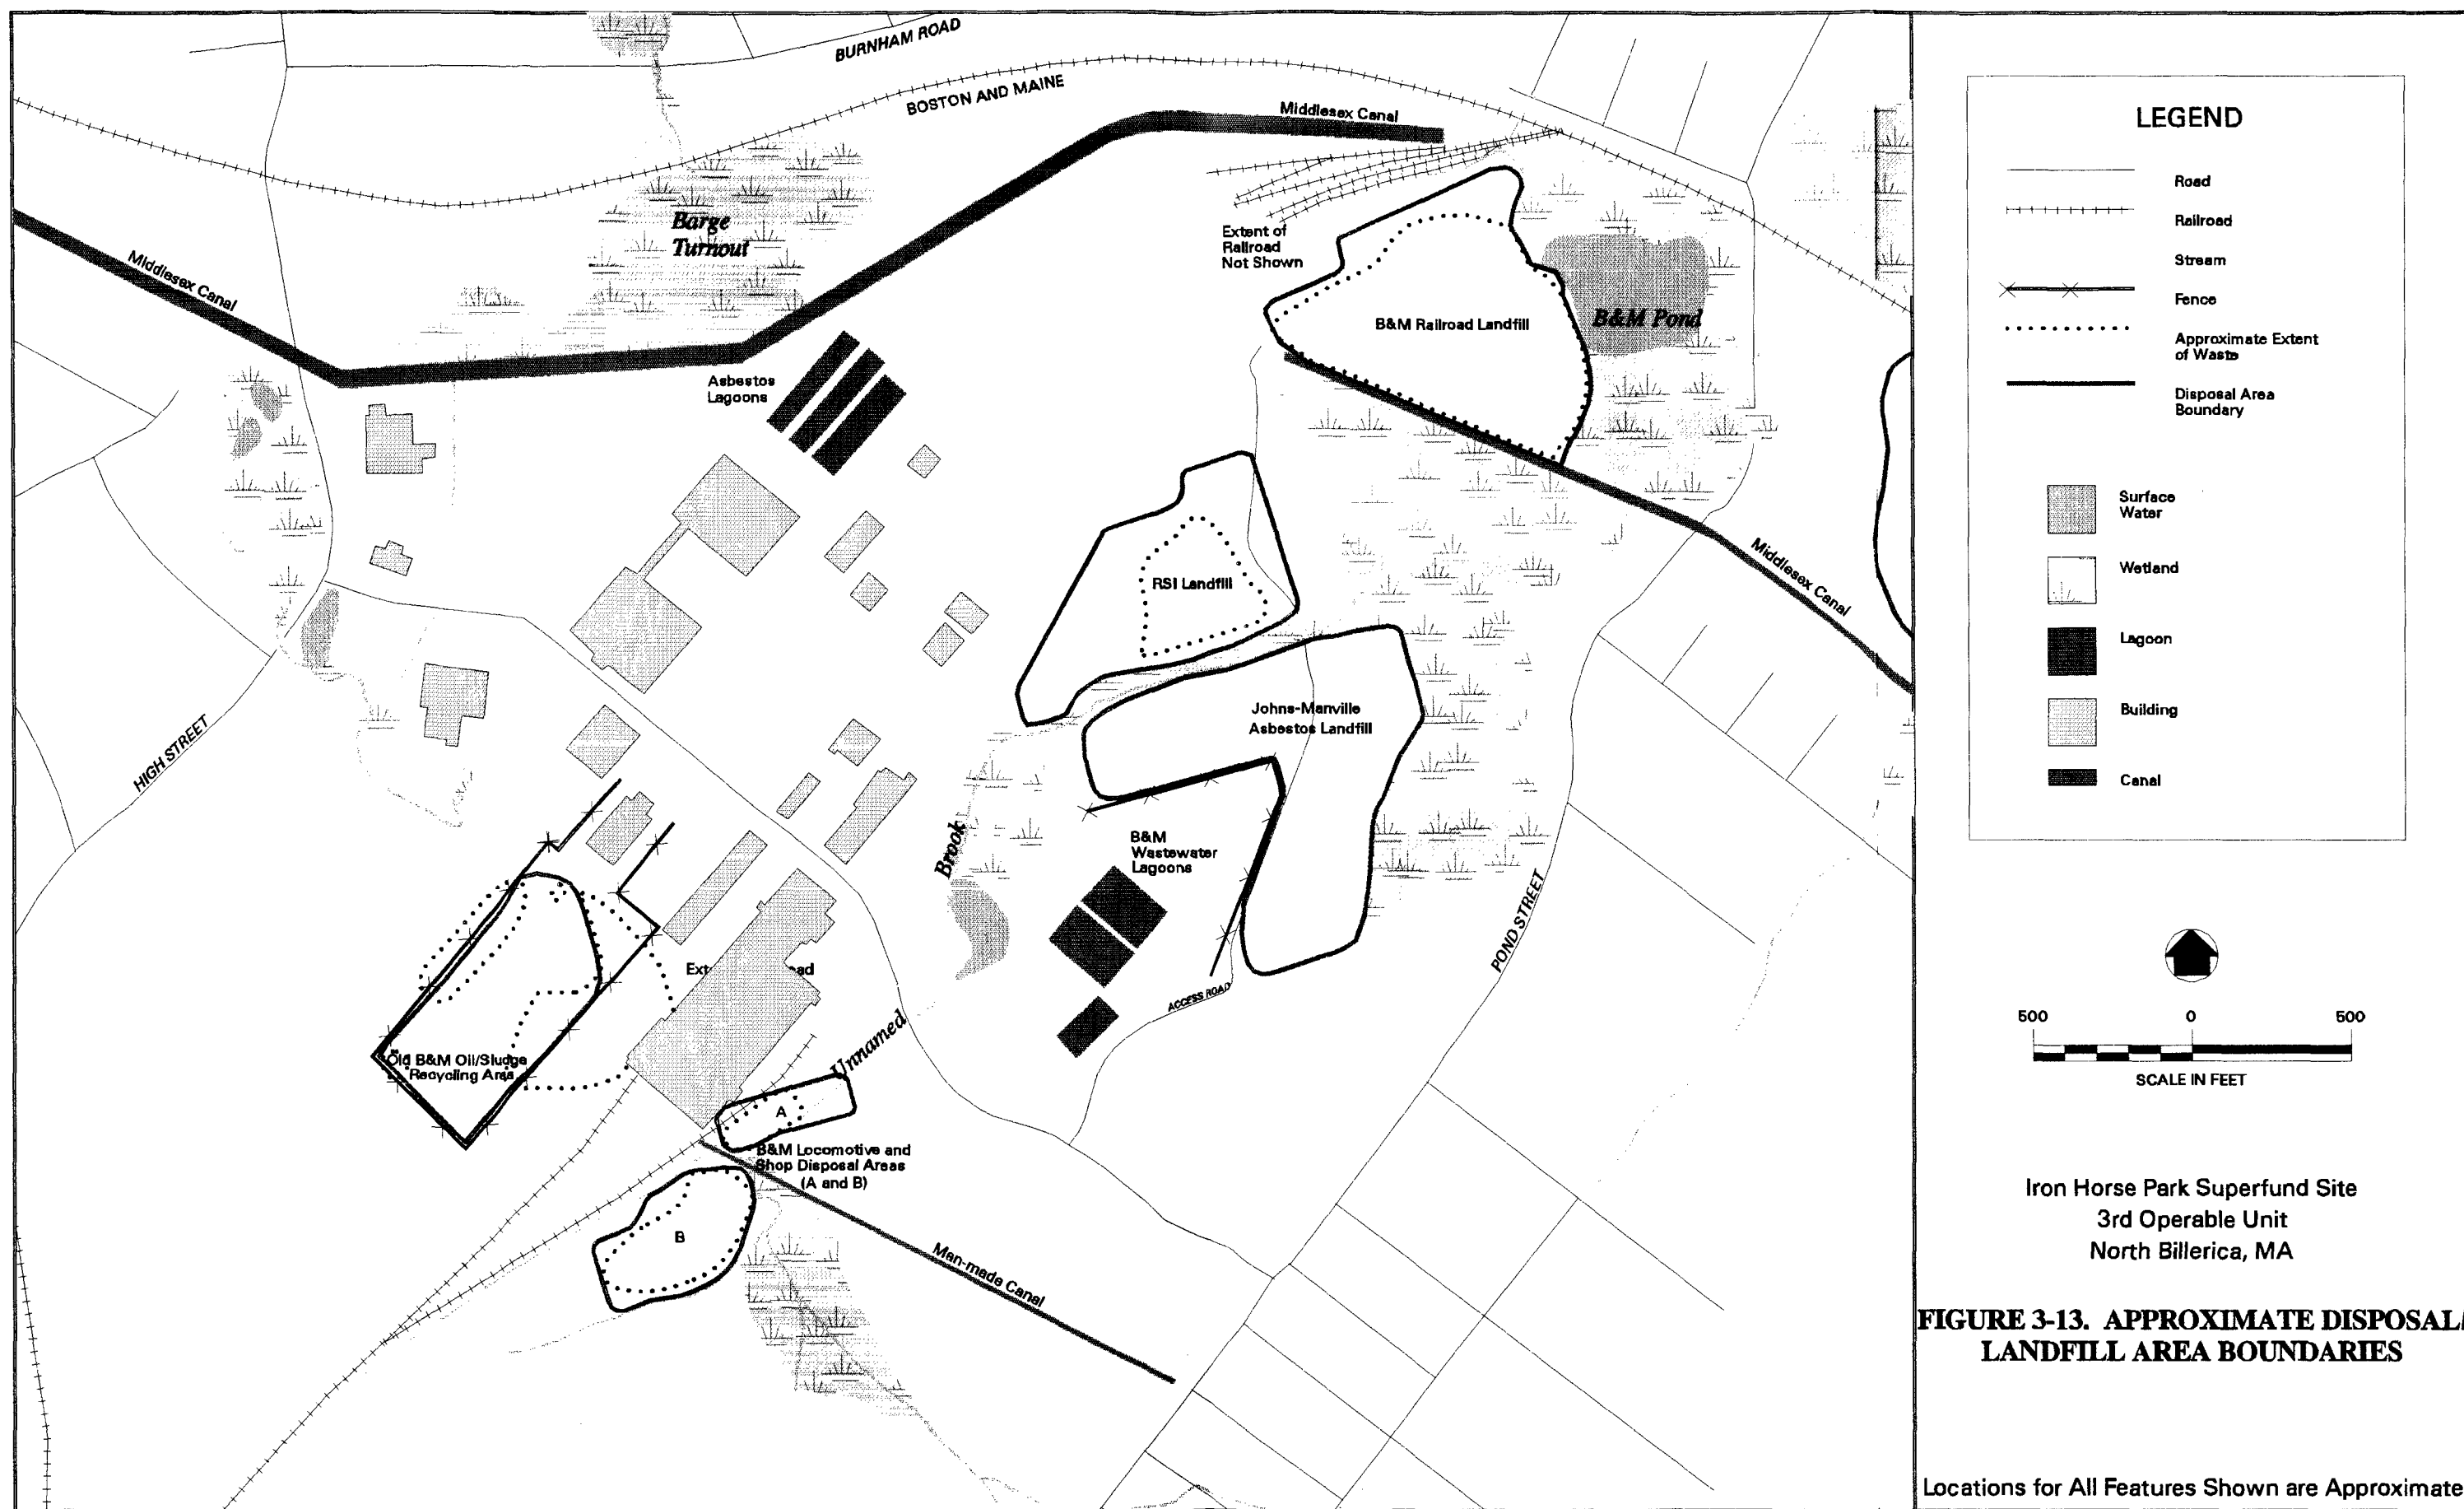 BURNHAM ROAD
BOSTON AND MAINE
Middlesex Canal
Barge
Turnout
Middlesex Canal
Extent of
Railroad
Not Shown
B&M Railroad Landfill
B&M Pond
Asbestos
Lagoons
RSI Landfill
Middlesex Canal
Johns-Manville
Asbestos Landfill
HIGH STREET
Brook
B&M
Wastewater
Lagoons
POND STREET
ACCESS ROAD
Unnamed
Old B&M Oil/Sludge
Recycling Area
A
B&M Locomotive and
Shop Disposal Areas
(A and B)
B
Man-made Canal
LEGEND
Road
Railroad
Stream
Fence
Approximate Extent
of Waste
Disposal Area
Boundary
Surface
Water
Wetland
Lagoon
Building
Canal
500 0 500
SCALE IN FEET
Iron Horse Park Superfund Site
3rd Operable Unit
North Billerica, MA
FIGURE 3-13. APPROXIMATE DISPOSAL/
LANDFILL AREA BOUNDARIES
Locations for All Features Shown are Approximate